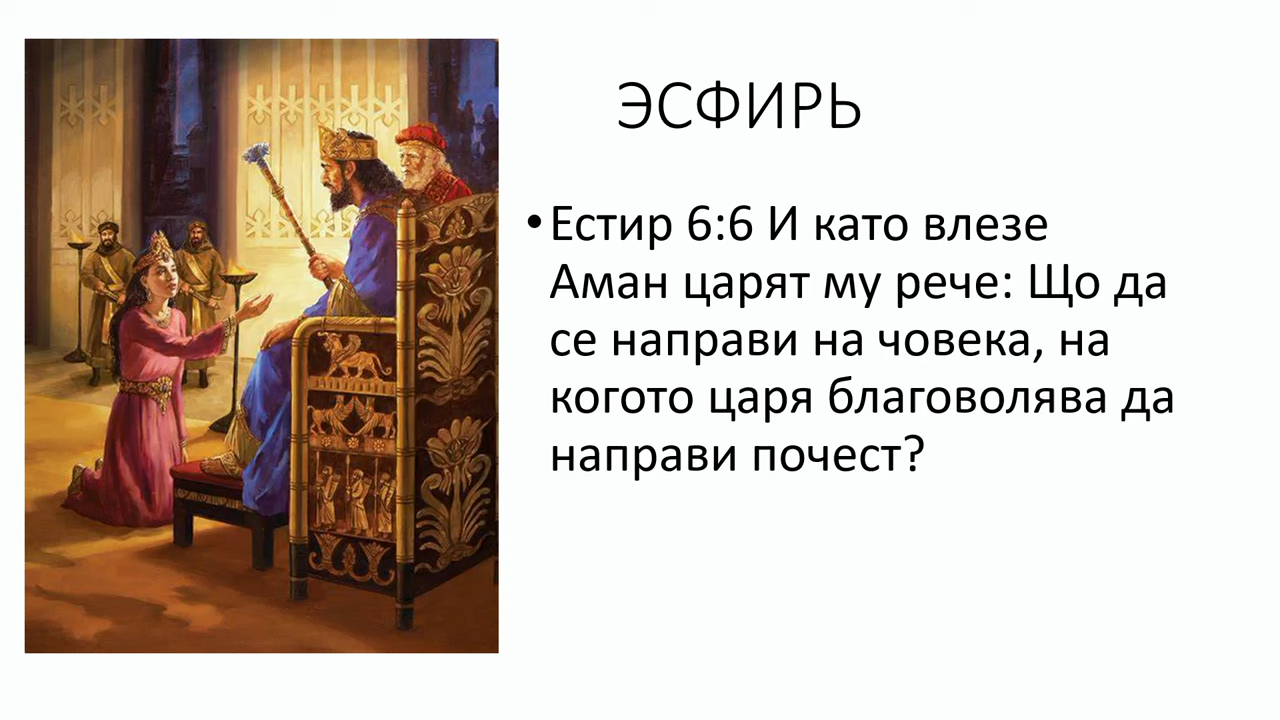 ЭСФИРЬ
•Естир 6:6 И като влезе
Аман царят му рече: Що да
се направи на човека, на
когото царя благоволява да
направи почест?